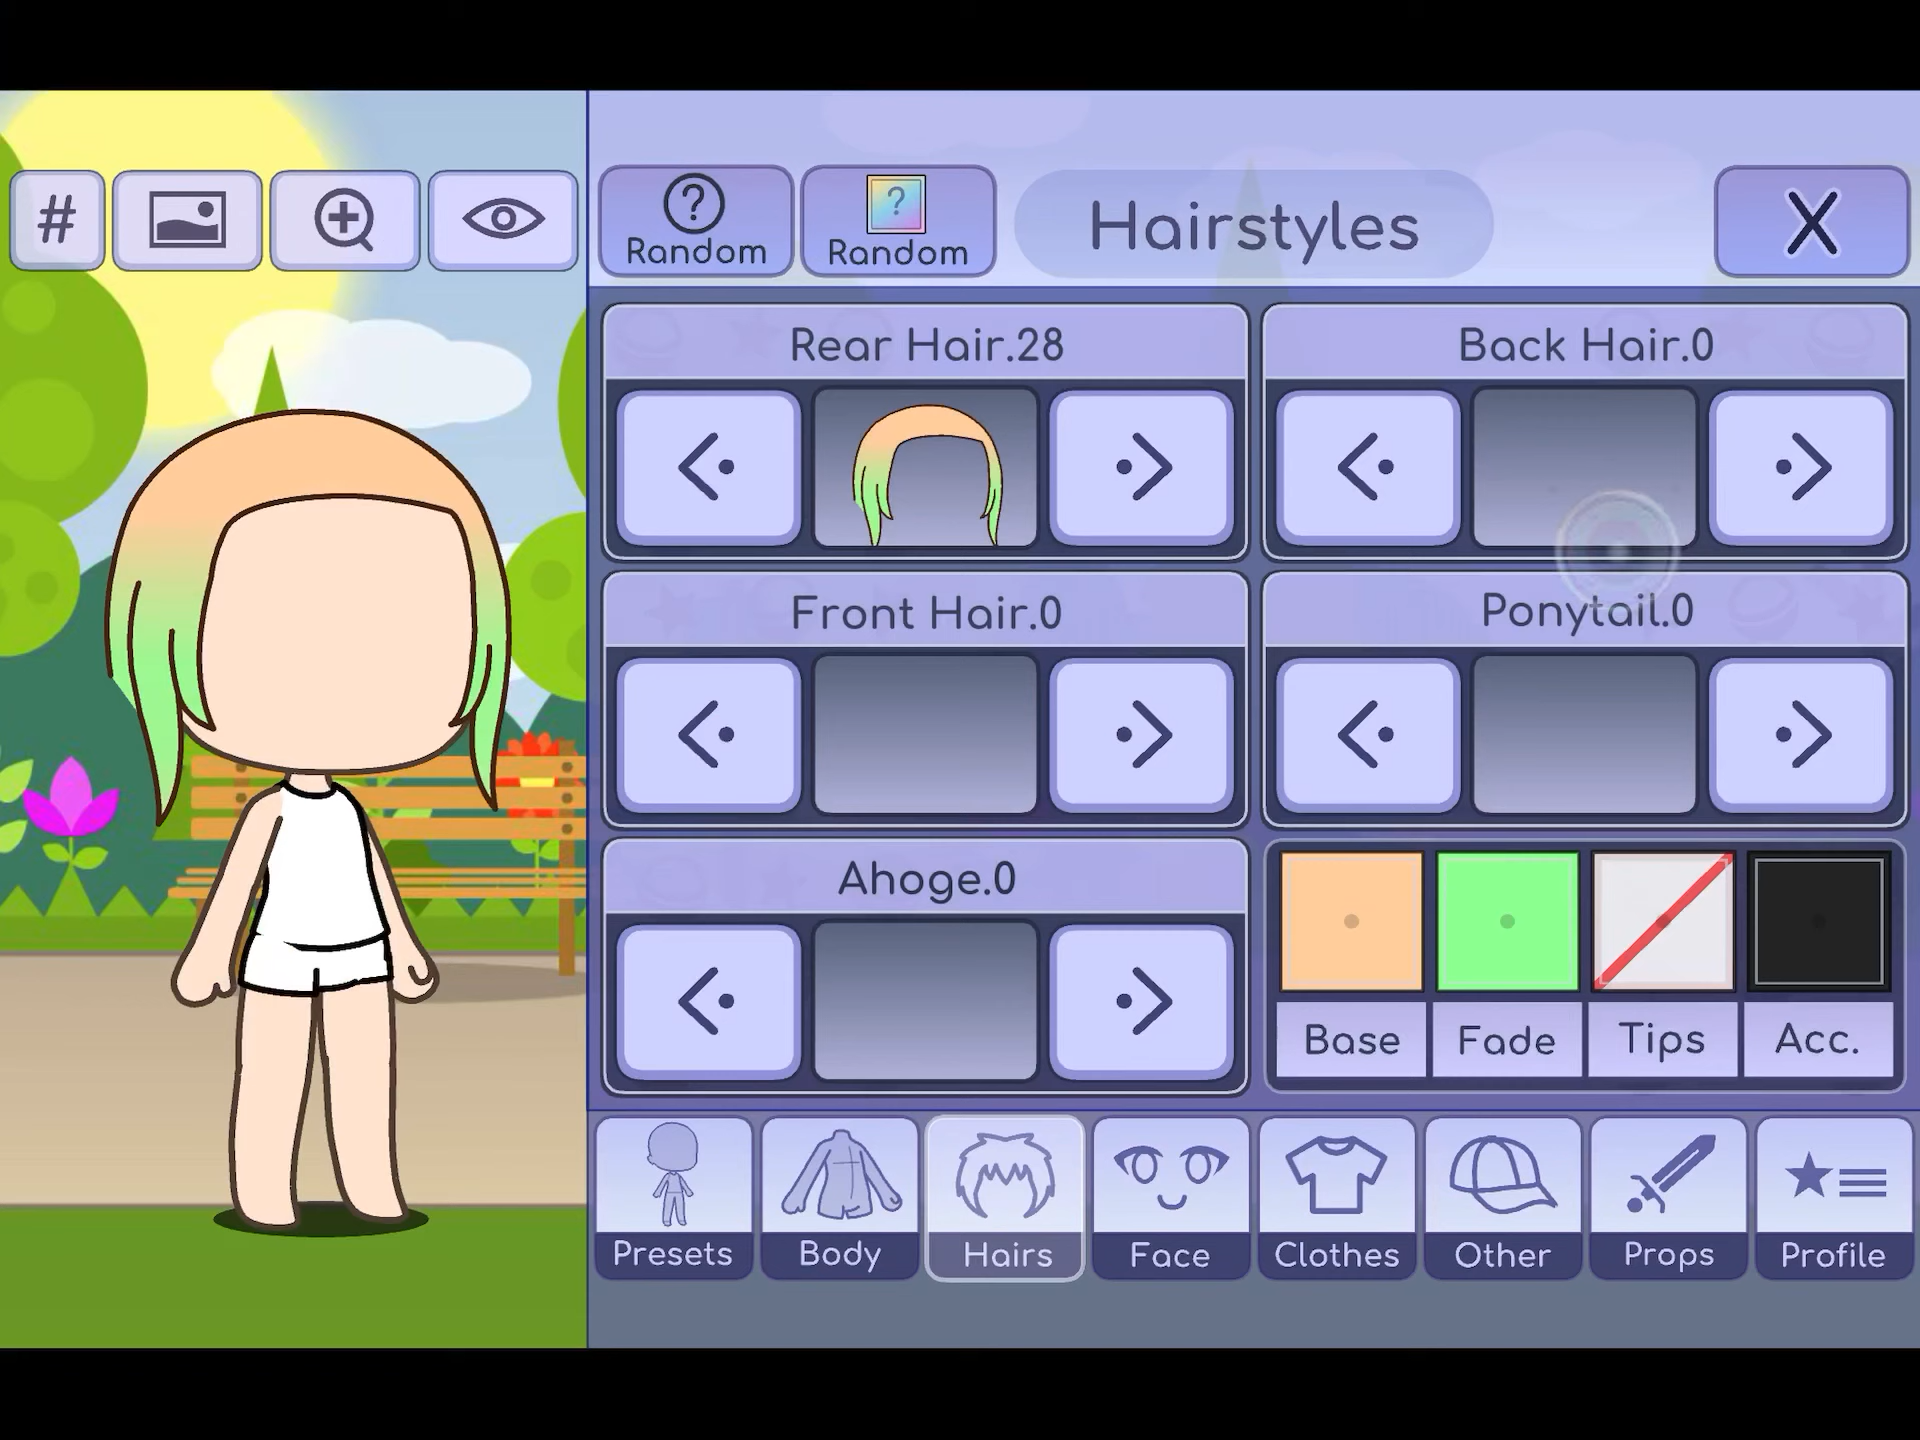 #
? Random
? Random
Hairstyles
X
Rear Hair.28
Back Hair.0
Front Hair.0
Ponytail.0
Ahoge.0
Base
Fade
Tips
Acc.
Presets
Body
Hairs
Face
Clothes
Other
Props
Profile